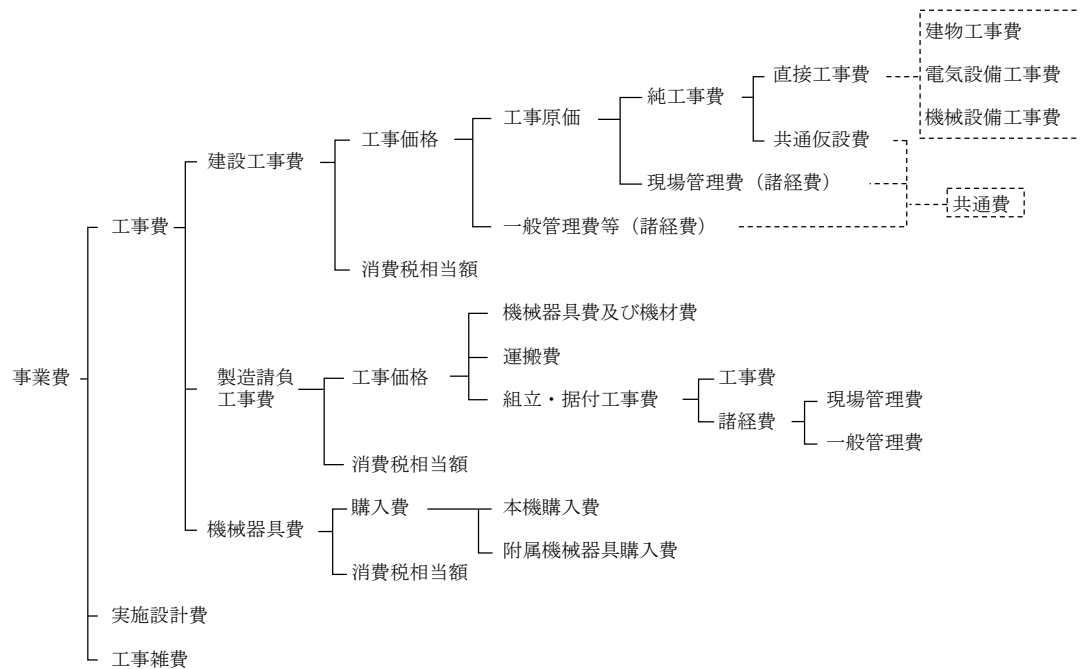 建物工事費
直接工事費
電気設備工事費
純工事費
機械設備工事費
工事原価
工事価格
共通仮設費
建設工事費
現場管理費（諸経費）
共通費
工事費
一般管理費等（諸経費）
消費税相当額
機械器具費及び機材費
運搬費
事業費
製造請負
工事費
工事価格
組立・据付工事費
工事費
現場管理費
諸経費
一般管理費
消費税相当額
購入費
本機購入費
機械器具費
附属機械器具購入費
消費税相当額
実施設計費
工事雑費